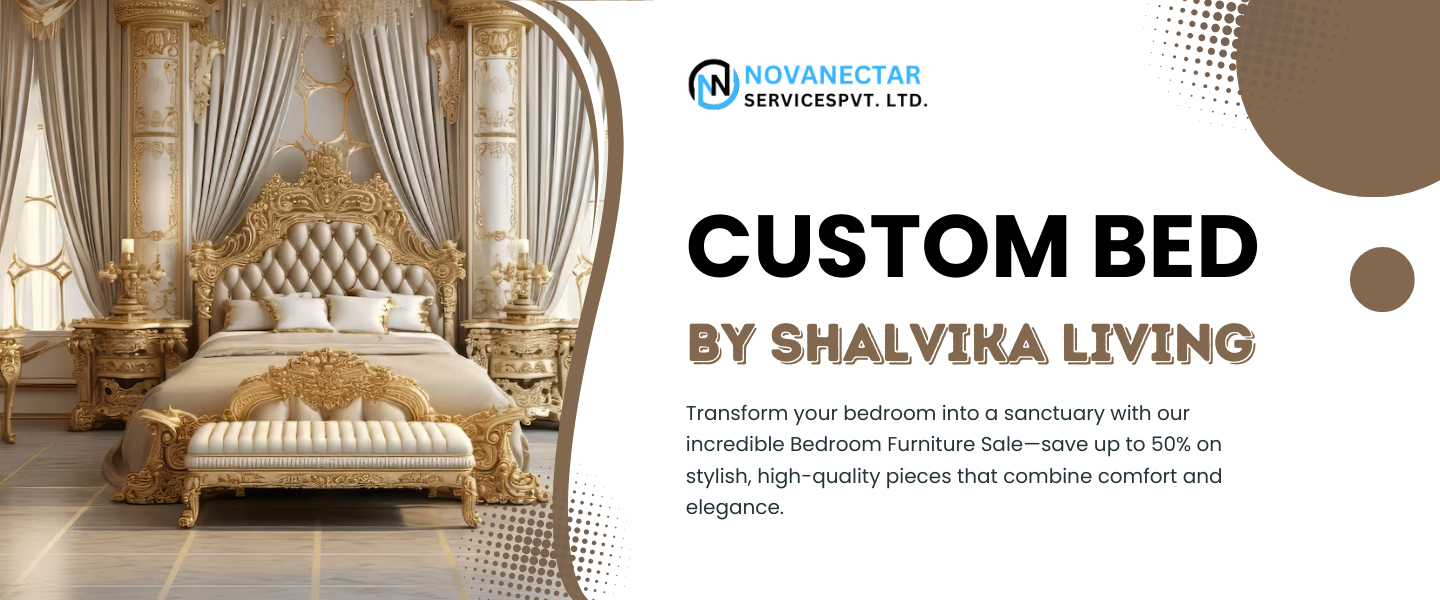 NOVANECTAR
SERVICESPVT. LTD.
CUSTOM BED
BY SHALVIKA LIVING
Transform your bedroom into a sanctuary with our
incredible Bedroom Furniture Sale—save up to 50% on
stylish, high-quality pieces that combine comfort and
elegance.